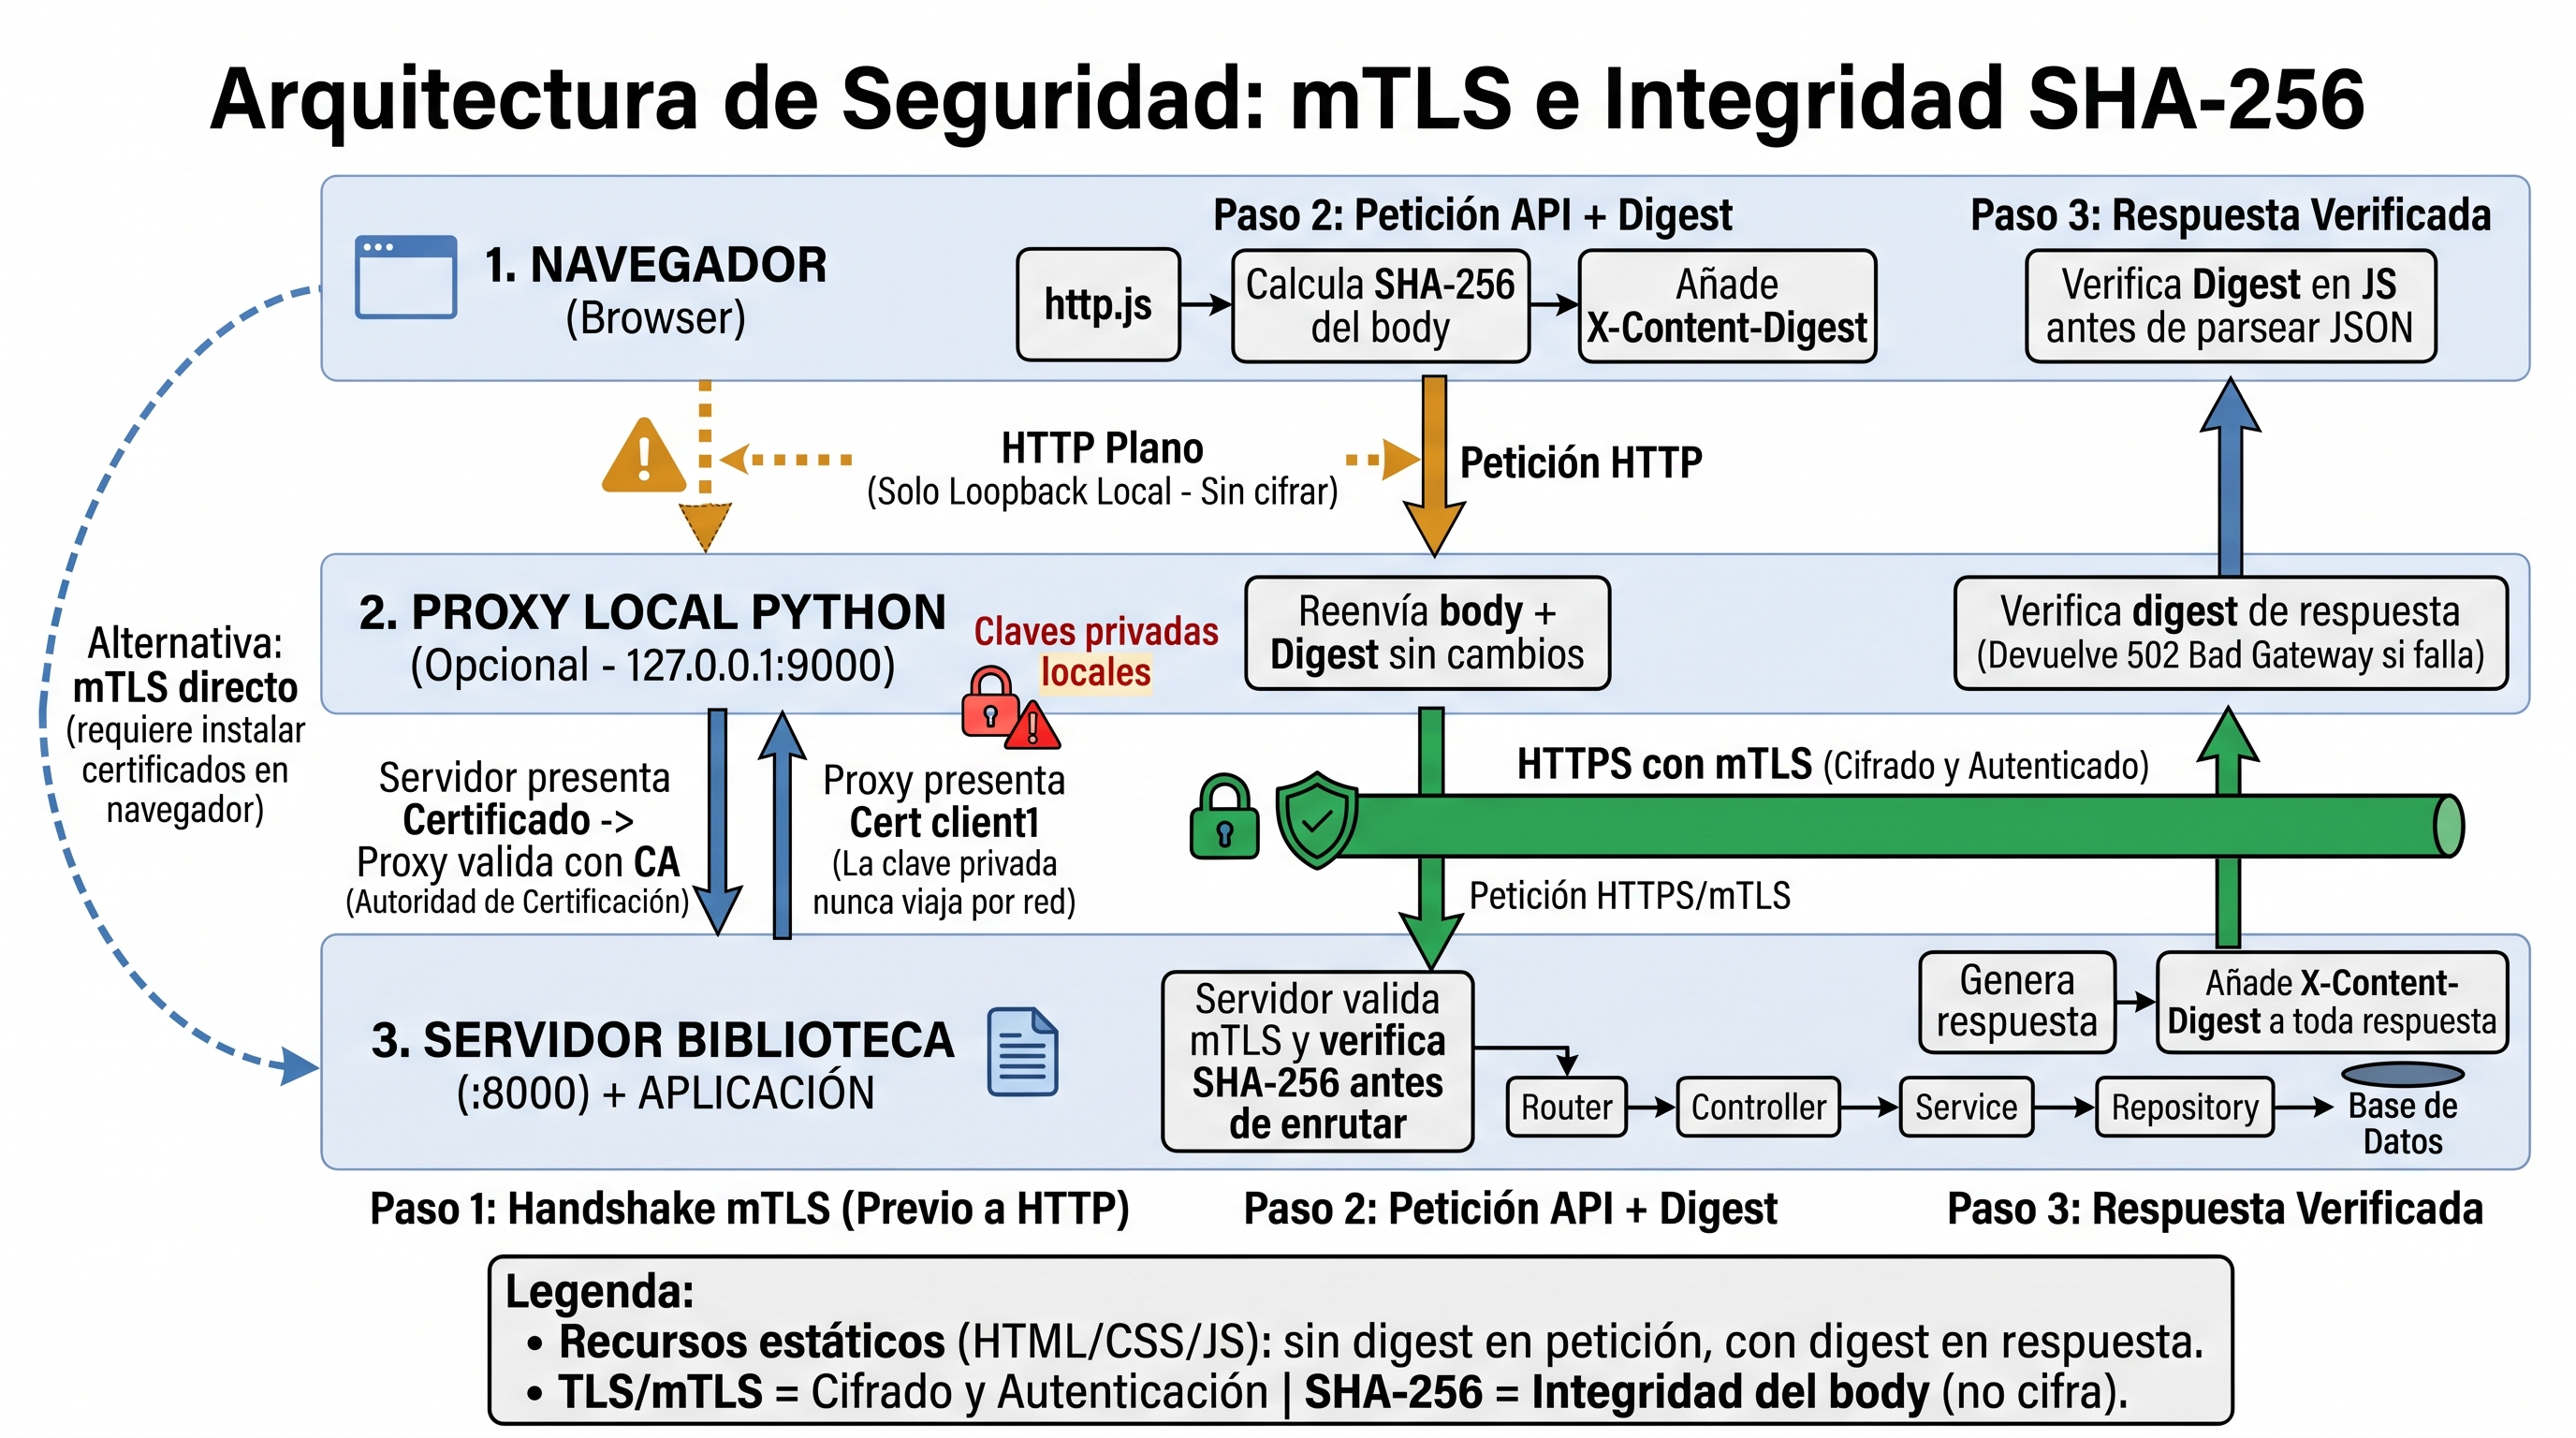 Arquitectura de Seguridad: mTLS e Integridad SHA-256
1. NAVEGADOR
(Browser)
Paso 2: Petición API + Digest
http.js
Calcula SHA-256
del body
Añade
X-Content-Digest
Paso 3: Respuesta Verificada
Verifica Digest en JS
antes de parsear JSON
HTTP Plano
(Solo Loopback Local - Sin cifrar)
Petición HTTP
Alternativa:
mTLS directo
(requiere instalar
certificados en
navegador)
2. PROXY LOCAL PYTHON
(Opcional - 127.0.0.1:9000)
Claves privadas
locales
Reenvía body +
Digest sin cambios
Verifica digest de respuesta
(Devuelve 502 Bad Gateway si falla)
Servidor presenta
Certificado ->
Proxy valida con CA
(Autoridad de Certificación)
Proxy presenta
Cert client1
(La clave privada
nunca viaja por red)
HTTPS con mTLS (Cifrado y Autenticado)
Petición HTTPS/mTLS
3. SERVIDOR BIBLIOTECA
(:8000) + APLICACIÓN
Servidor valida
mTLS y verifica
SHA-256 antes
de enrutar
Genera
respuesta
Añade X-Content-
Digest a toda respuesta
Router
Controller
Service
Repository
Base de
Datos
Paso 1: Handshake mTLS (Previo a HTTP)
Paso 2: Petición API + Digest
Paso 3: Respuesta Verificada
Legenda:
• Recursos estáticos (HTML/CSS/JS): sin digest en petición, con digest en respuesta.
• TLS/mTLS = Cifrado y Autenticación | SHA-256 = Integridad del body (no cifra).